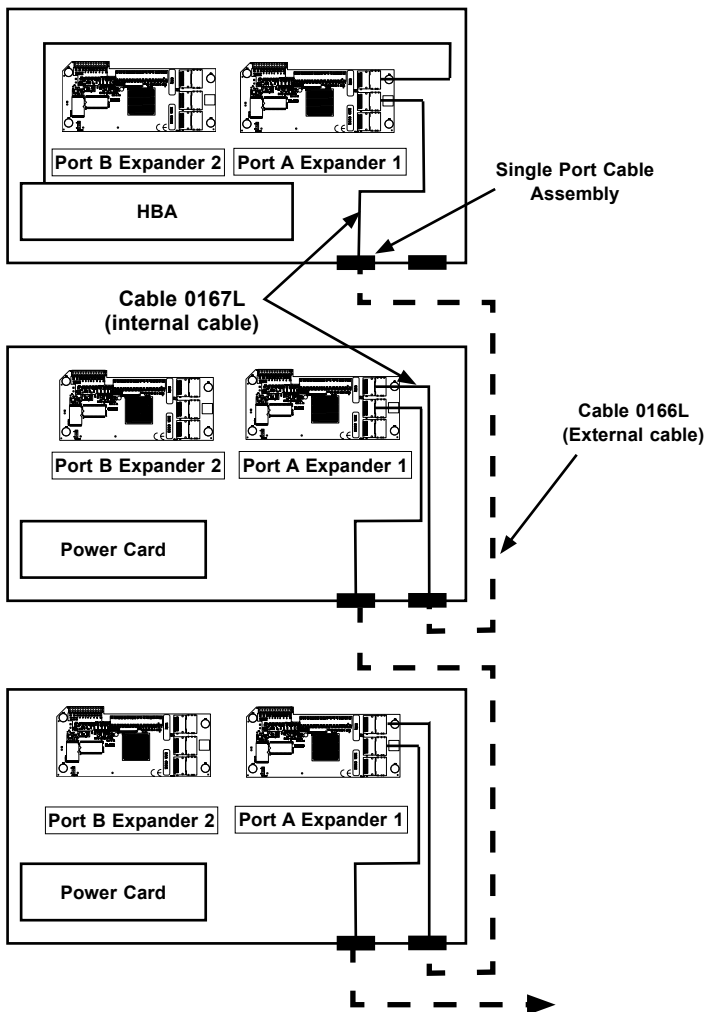 Port B Expander 2
Port A Expander 1
HBA
Single Port Cable
Assembly
Cable 0167L
(internal cable)
Port B Expander 2
Port A Expander 1
Cable 0166L
(External cable)
Power Card
Port B Expander 2
Port A Expander 1
Power Card